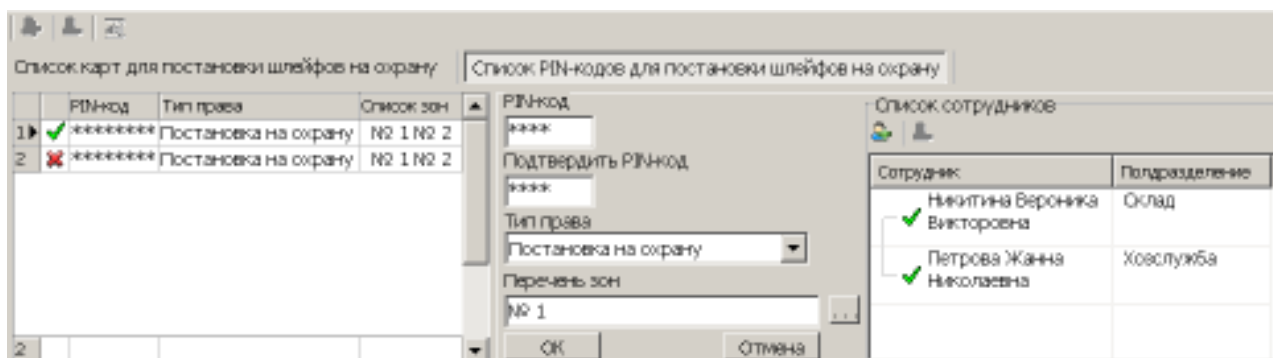 Список карт для постановки шлейфов на охрану Список PIN-кодов для постановки шлейфов на охрану
PIN-код Тип права Список зон
1 ******** Постановка на охрану № 1 № 2
2 ******** Постановка на охрану № 1 № 2
2
PIN-код
****
Подтвердить PIN-код
****
Тип права
Постановка на охрану
Перечень зон
№ 1
...
ОК Отмена
Список сотрудников
Сотрудник Подразделение
Никитина Вероника Склад
Викторовна
Петрова Жанна Хозслужба
Николаевна